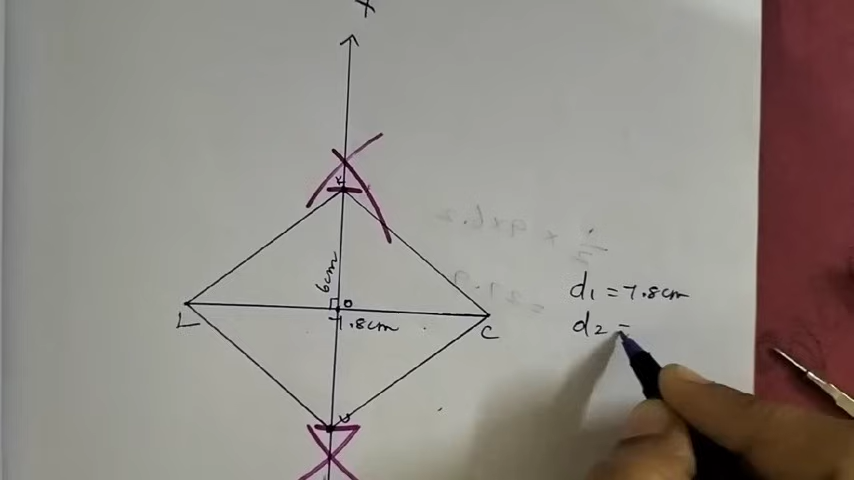 X
K
6cm
L
O
7.8cm
C
U
d1 = 7.8cm
d2 =